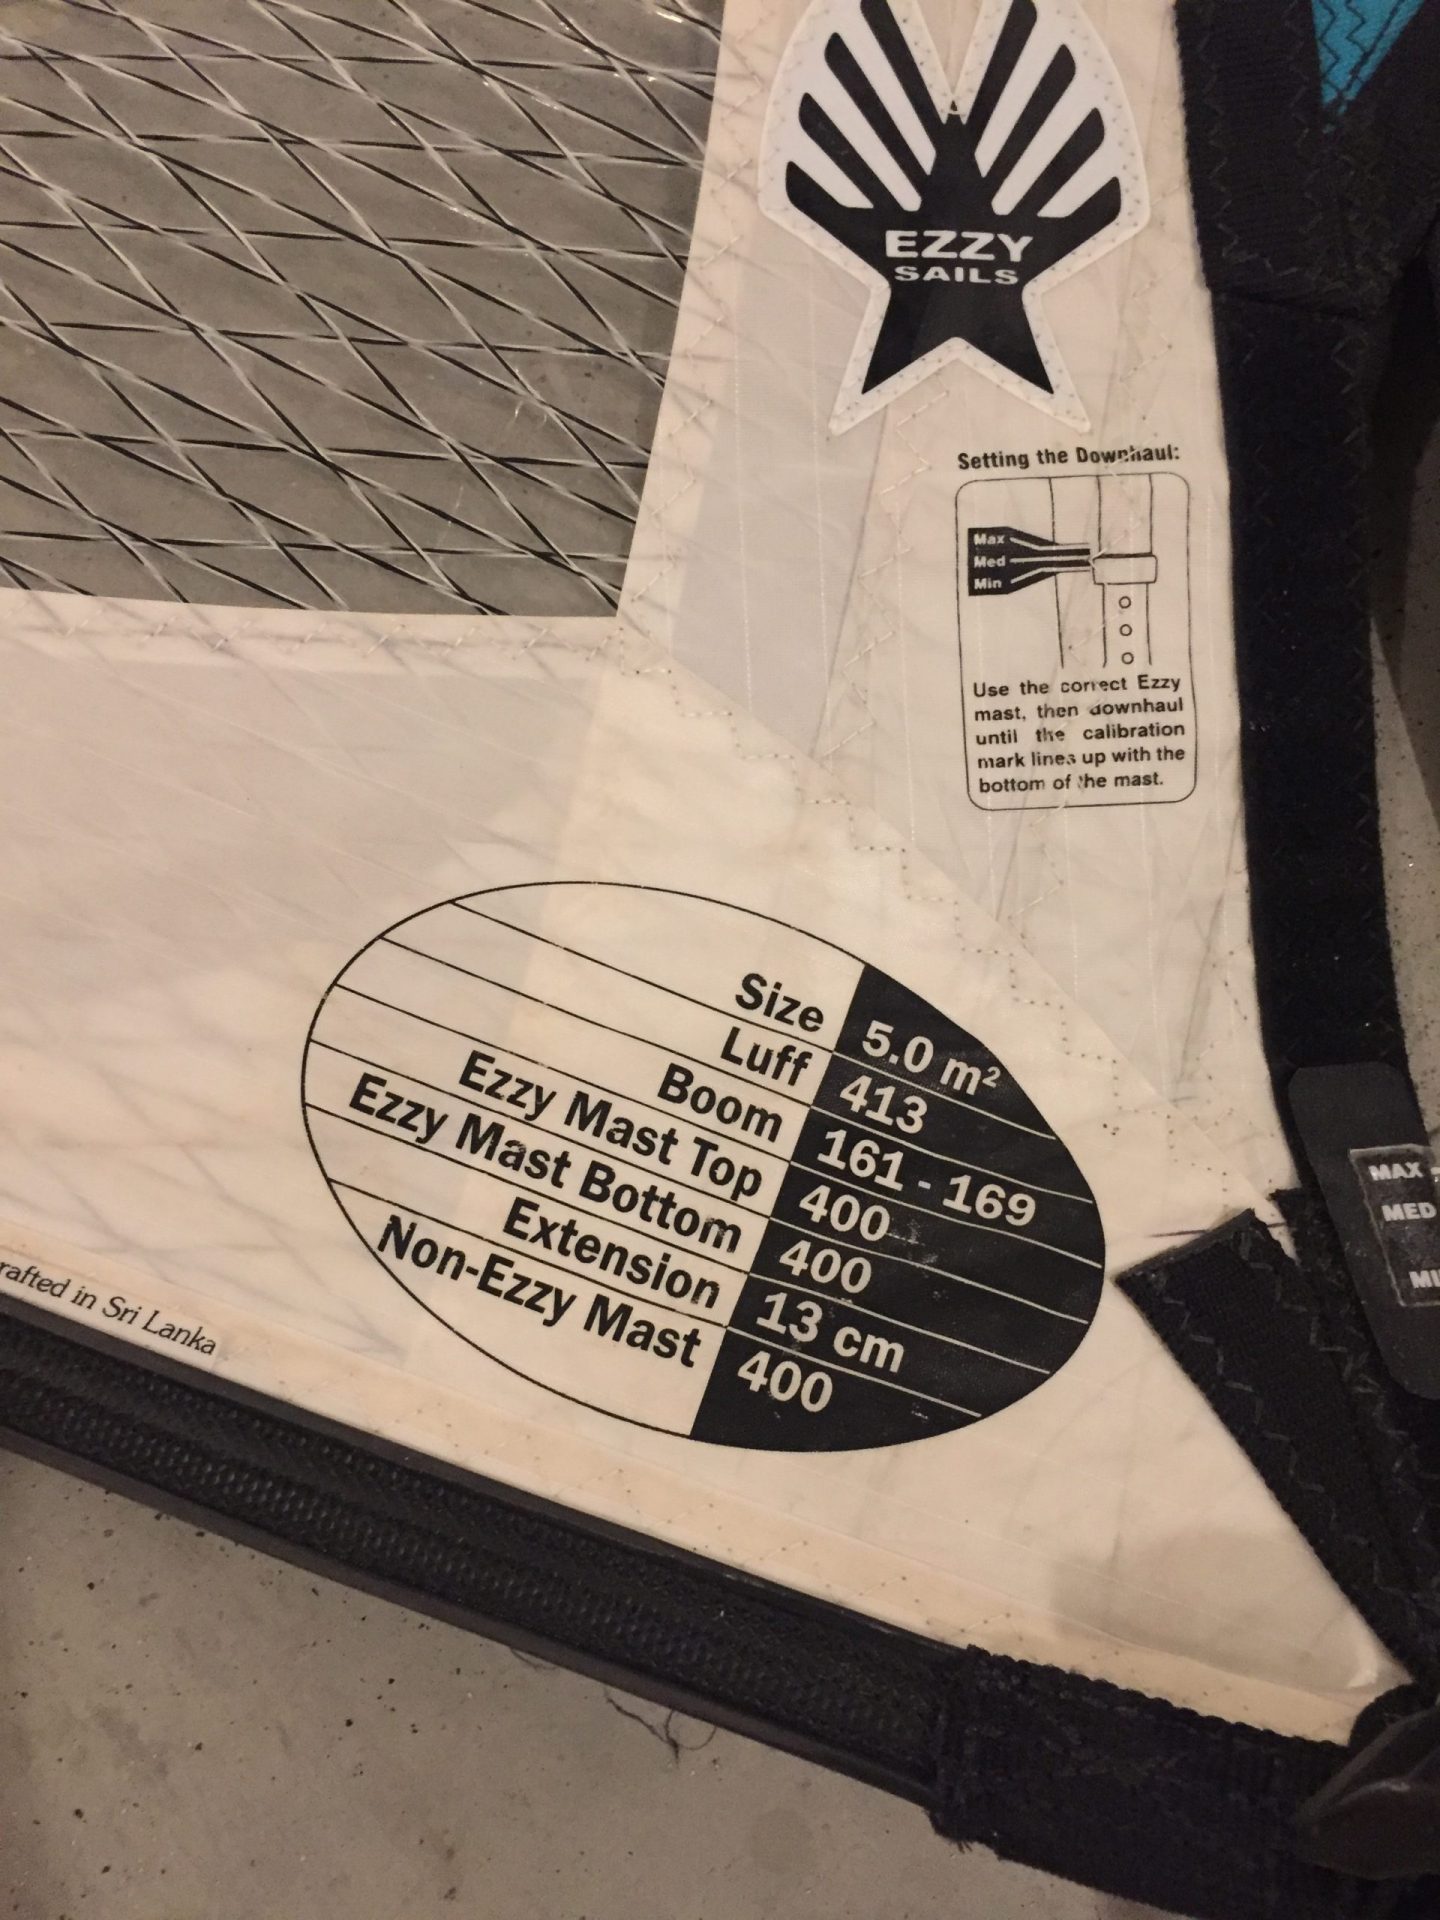 EZZY
SAILS
Setting the Downhaul:
Max
Med
Min
Use the correct Ezzy
mast, then downhaul
until the calibration
mark lines up with the
bottom of the mast.
Size 5.0 m²
Luff 413
Boom 161 - 169
Ezzy Mast Top 400
Ezzy Mast Bottom 400
Extension 13 cm
Non-Ezzy Mast 400
in Sri Lanka
MAX
MED